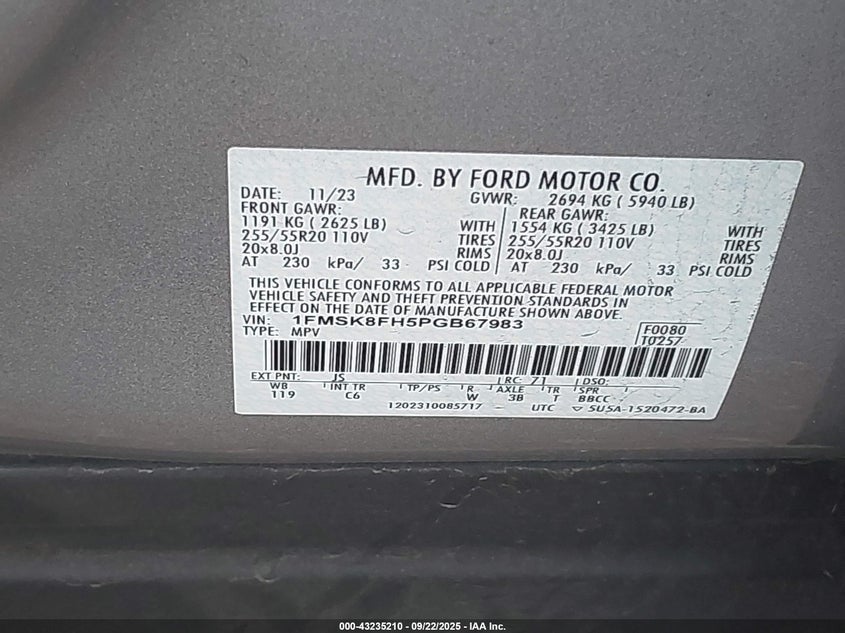 MFD. BY FORD MOTOR CO.
DATE: 11/23 GVWR: 2694 KG ( 5940 LB)
FRONT GAWR: REAR GAWR:
1191 KG ( 2625 LB) WITH 1554 KG ( 3425 LB) WITH
255/55R20 110V TIRES 255/55R20 110V TIRES
20x8.0J RIMS 20x8.0J RIMS
AT 230 kPa/ 33 PSI COLD AT 230 kPa/ 33 PSI COLD
THIS VEHICLE CONFORMS TO ALL APPLICABLE FEDERAL MOTOR
VEHICLE SAFETY AND THEFT PREVENTION STANDARDS IN
EFFECT ON THE DATE OF MANUFACTURE SHOWN ABOVE.
VIN: 1FMSK8FH5PGB67983 F0080
TYPE: MPV T0257
EXT PNT: JS RC: 71 DSO:
WB INT TR TP/PS R AXLE TR SPR
119 C6 W 3B T BBCC
1202310085717 UTC ▽ SU5A-1520472-BA
000-43235210 - 09/22/2025 - IAA Inc.